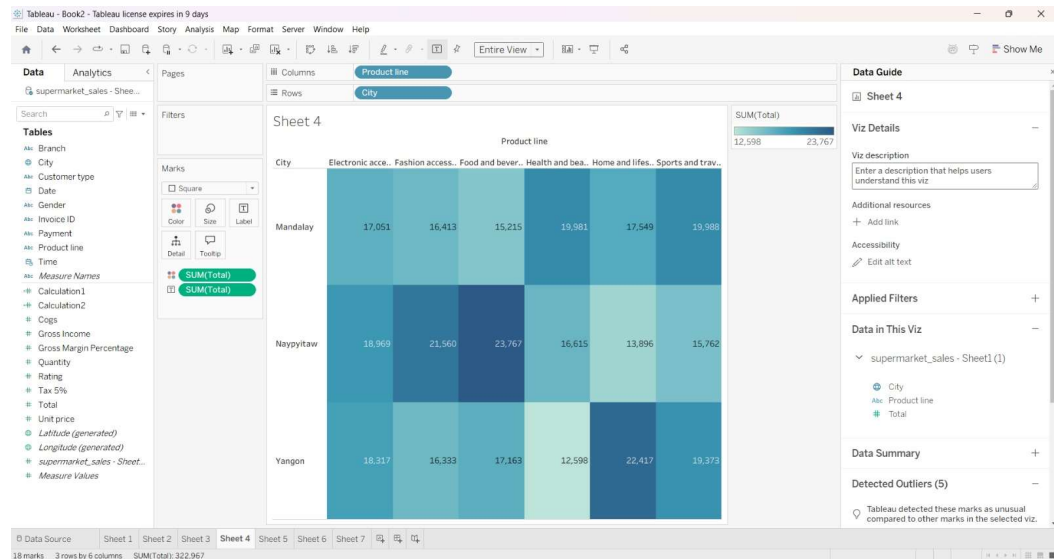 Tableau - Book2 - Tableau license expires in 9 days
File Data Worksheet Dashboard Story Analysis Map Format Server Window Help
Entire View
Show Me
Data Analytics
supermarket_sales - Shee...
Search
Tables
Abc Branch
City
Abc Customer type
Date
Abc Gender
Abc Invoice ID
Abc Payment
Abc Product line
Time
Abc Measure Names
Calculation1
Calculation2
# Cogs
# Gross Income
# Gross Margin Percentage
# Quantity
# Rating
# Tax 5%
# Total
# Unit price
Latitude (generated)
Longitude (generated)
# supermarket_sales - Sheet...
# Measure Values
Pages
Filters
Marks
Square
Color Size Label
Detail Tooltip
SUM(Total)
SUM(Total)
Columns Product line
Rows City
Sheet 4
Product line
City Electronic acce.. Fashion access.. Food and bever.. Health and bea.. Home and lifes.. Sports and trav..
Mandalay 17,051 16,413 15,215 19,981 17,549 19,988
Naypyitaw 18,969 21,560 23,767 16,615 13,896 15,762
Yangon 18,317 16,333 17,163 12,598 22,417 19,373
SUM(Total)
12,598 23,767
Data Guide
Sheet 4
Viz Details
Viz description
Enter a description that helps users
understand this viz
Additional resources
+ Add link
Accessibility
Edit alt text
Applied Filters
Data in This Viz
supermarket_sales - Sheet1 (1)
City
Abc Product line
# Total
Data Summary
Detected Outliers (5)
Tableau detected these marks as unusual
compared to other marks in the selected viz.
Data Source Sheet 1 Sheet 2 Sheet 3 Sheet 4 Sheet 5 Sheet 6 Sheet 7
18 marks 3 rows by 6 columns SUM(Total): 322,967